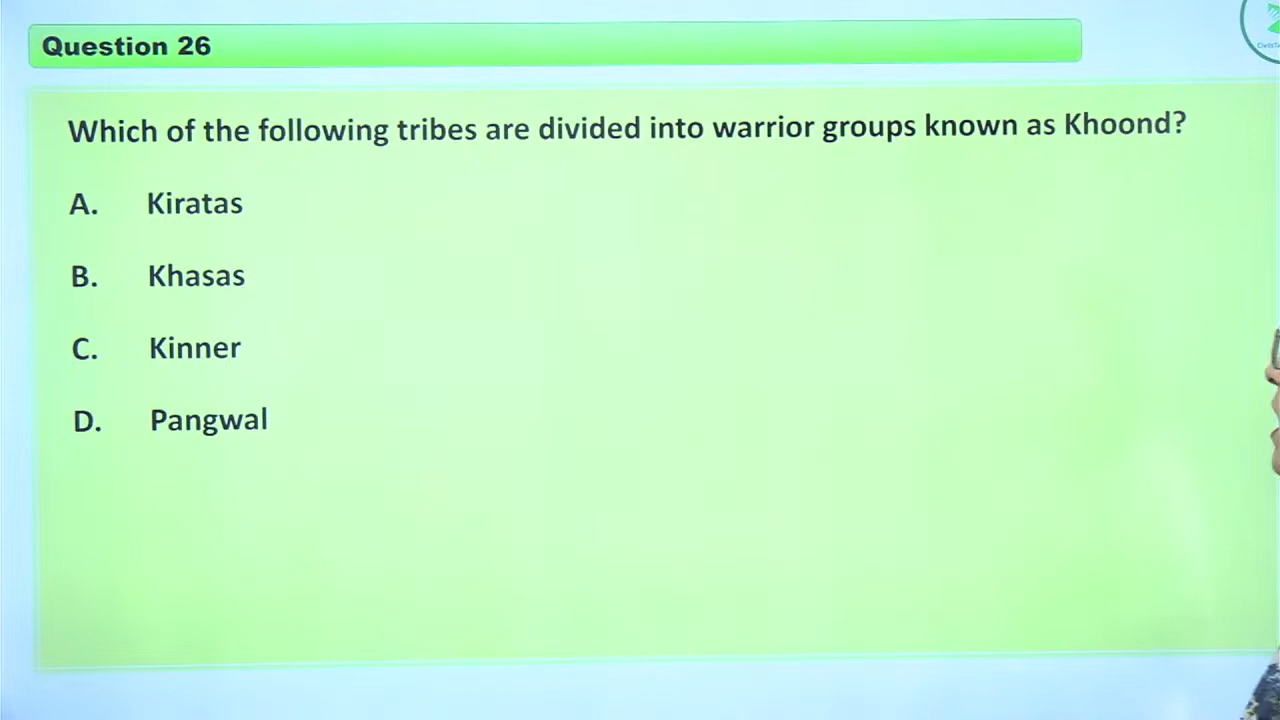 Question 26
Which of the following tribes are divided into warrior groups known as Khoond?
A. Kiratas
B. Khasas
C. Kinner
D. Pangwal